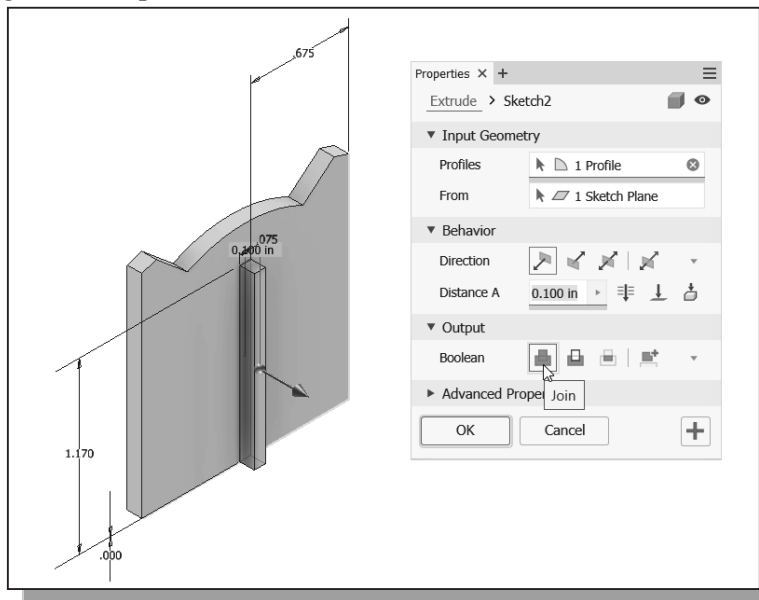 .675
.075
0.100 in
1.170
.000
Properties × +
Extrude > Sketch2
Input Geometry
Profiles 1 Profile
From 1 Sketch Plane
Behavior
Direction
Distance A 0.100 in
Output
Boolean
Advanced Prope
Join
OK Cancel +